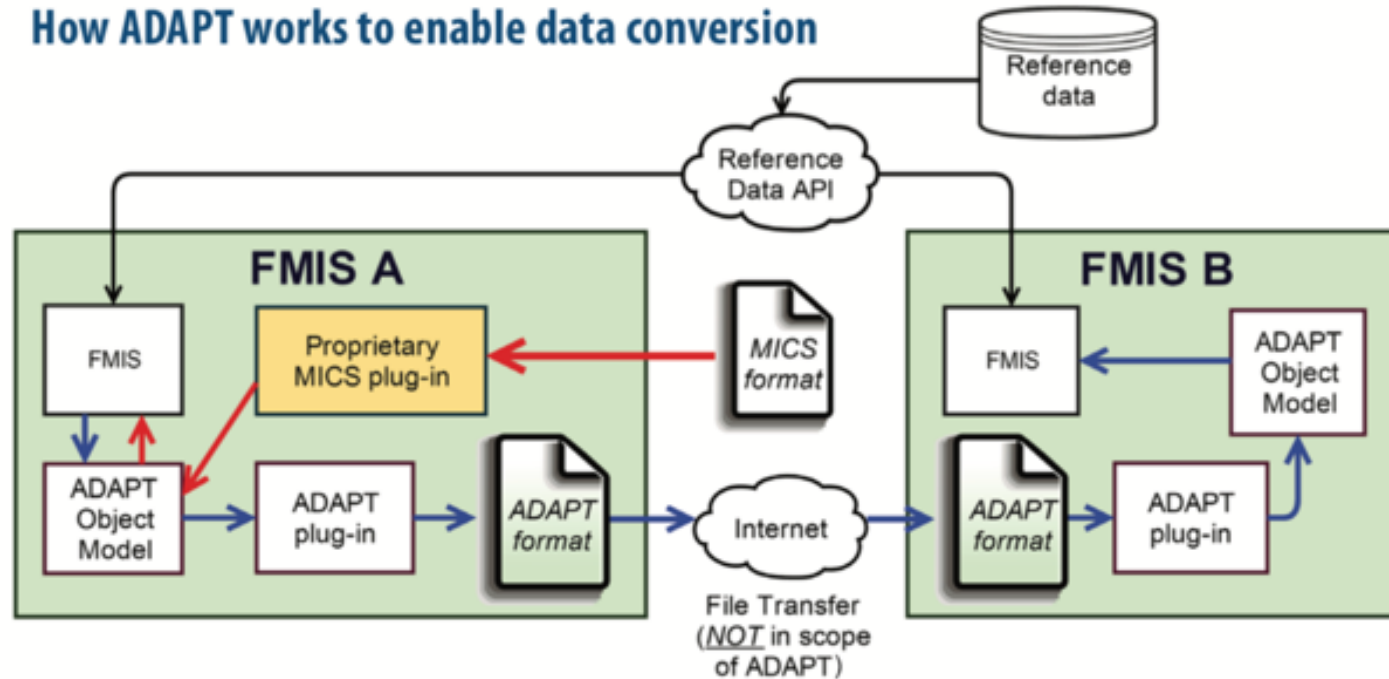 How ADAPT works to enable data conversion
Reference
data
Reference
Data API
FMIS A
FMIS
Proprietary
MICS plug-in
MICS
format
ADAPT
Object
Model
ADAPT
plug-in
ADAPT
format
Internet
File Transfer
(NOT in scope
of ADAPT)
FMIS B
FMIS
ADAPT
Object
Model
ADAPT
format
ADAPT
plug-in